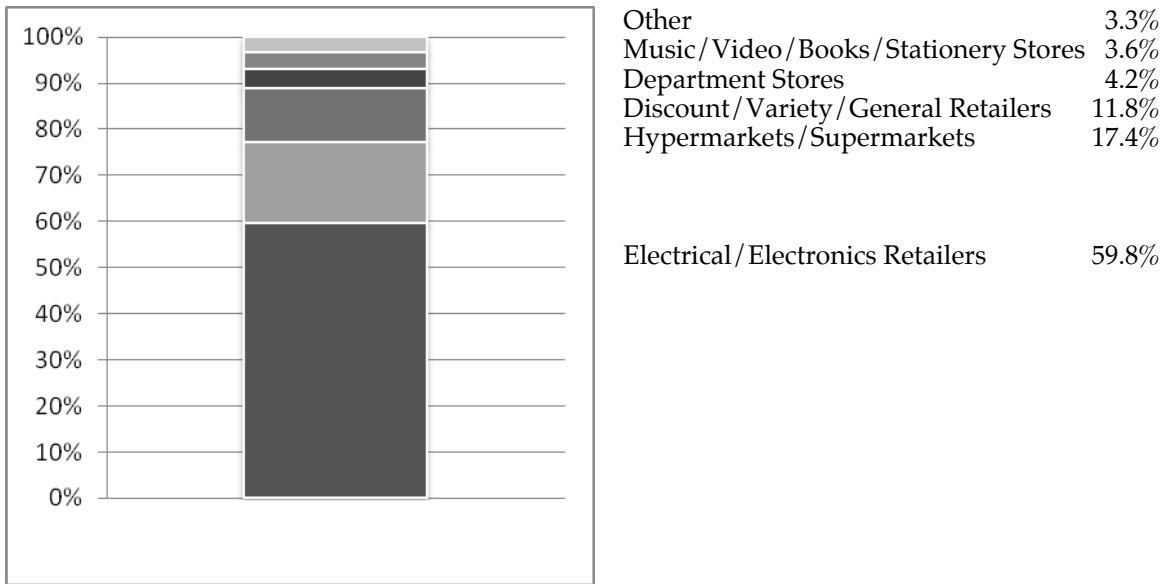 100%
90%
80%
70%
60%
50%
40%
30%
20%
10%
0%
Other 3.3%
Music/Video/Books/Stationery Stores 3.6%
Department Stores 4.2%
Discount/Variety/General Retailers 11.8%
Hypermarkets/Supermarkets 17.4%
Electrical/Electronics Retailers 59.8%